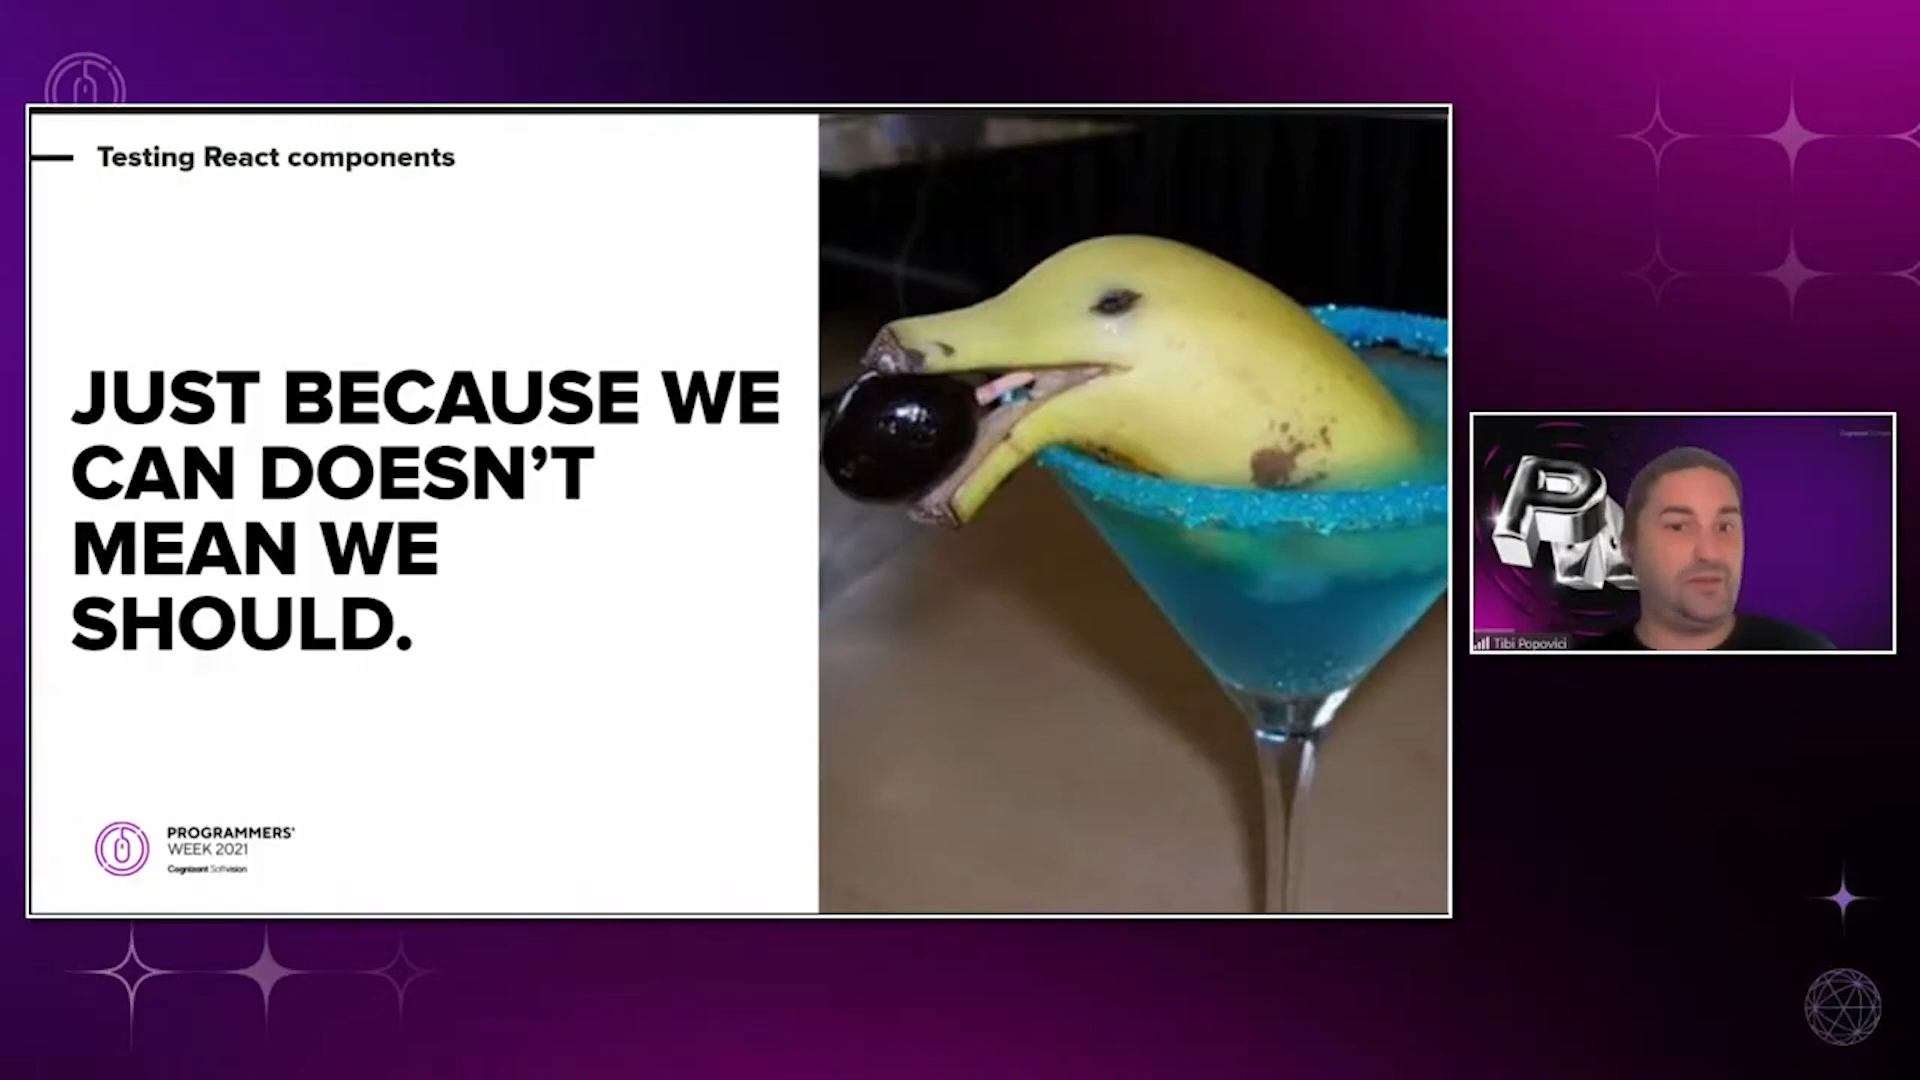 Testing React components
JUST BECAUSE WE
CAN DOESN’T
MEAN WE
SHOULD.
PROGRAMMERS'
WEEK 2021
Cognizant Softvision
Tibi Popovici